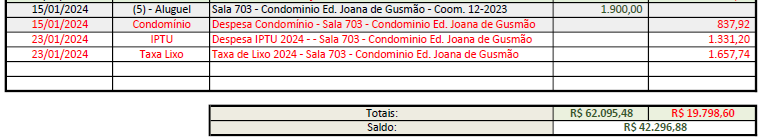 15/01/2024 (5) - Aluguel Sala 703 - Condominio Ed. Joana de Gusmão - Coom. 12-2023 1.900,00
15/01/2024 Condomínio Despesa Condomínio - Sala 703 - Condominio Ed. Joana de Gusmão 837,92
23/01/2024 IPTU Despesa IPTU 2024 - - Sala 703 - Condominio Ed. Joana de Gusmão 1.331,20
23/01/2024 Taxa Lixo Taxa de Lixo 2024 - Sala 703 - Condominio Ed. Joana de Gusmão 1.657,74
Totais: R$ 62.095,48 R$ 19.798,60
Saldo: R$ 42.296,88